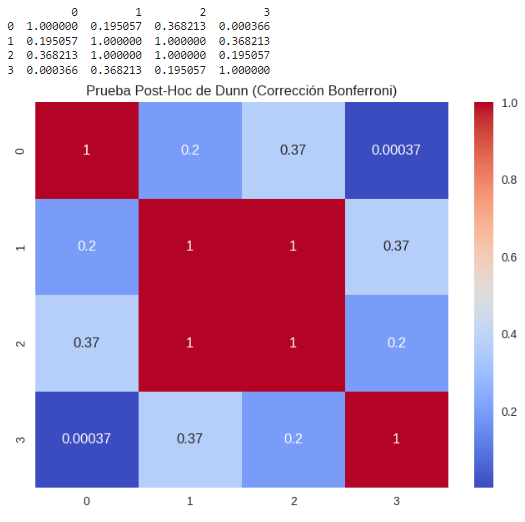 0 1 2 3
0 1.000000 0.195057 0.368213 0.000366
1 0.195057 1.000000 1.000000 0.368213
2 0.368213 1.000000 1.000000 0.195057
3 0.000366 0.368213 0.195057 1.000000
Prueba Post-Hoc de Dunn (Corrección Bonferroni)
0 1 0.2 0.37 0.00037
1 0.2 1 1 0.37
2 0.37 1 1 0.2
3 0.00037 0.37 0.2 1
0 1 2 3
1.0
0.8
0.6
0.4
0.2